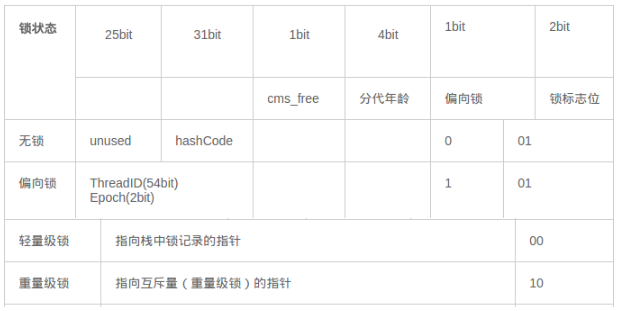 锁状态 25bit 31bit 1bit 4bit 1bit 2bit
cms_free 分代年龄 偏向锁 锁标志位
无锁 unused hashCode 0 01
偏向锁 ThreadID(54bit) 1 01
Epoch(2bit)
轻量级锁 指向栈中锁记录的指针 00
重量级锁 指向互斥量（重量级锁）的指针 10